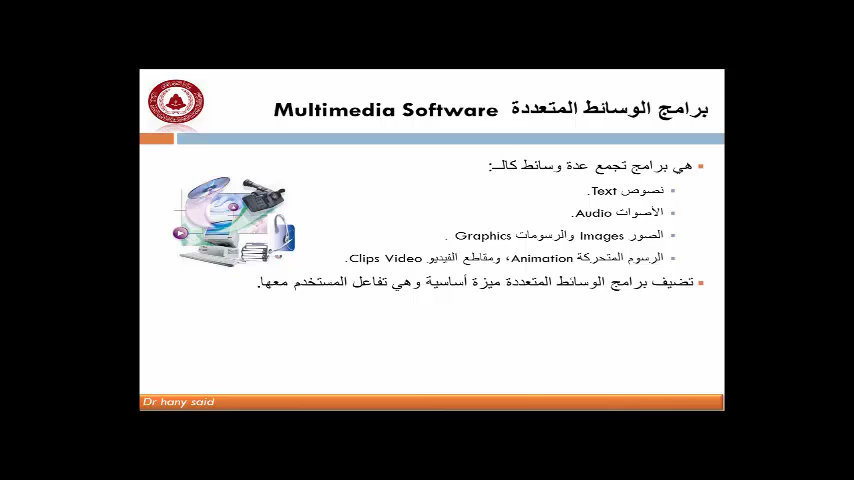 برامج الوسائط المتعددة Multimedia Software
هي برامج تجمع عدة وسائط كالــ:
نصوص Text.
الأصوات Audio.
الصور Images والرسومات Graphics .
الرسوم المتحركة Animation، ومقاطع الفيديو Clips Video.
تضيف برامج الوسائط المتعددة ميزة أساسية وهي تفاعل المستخدم معها.
Dr hany said